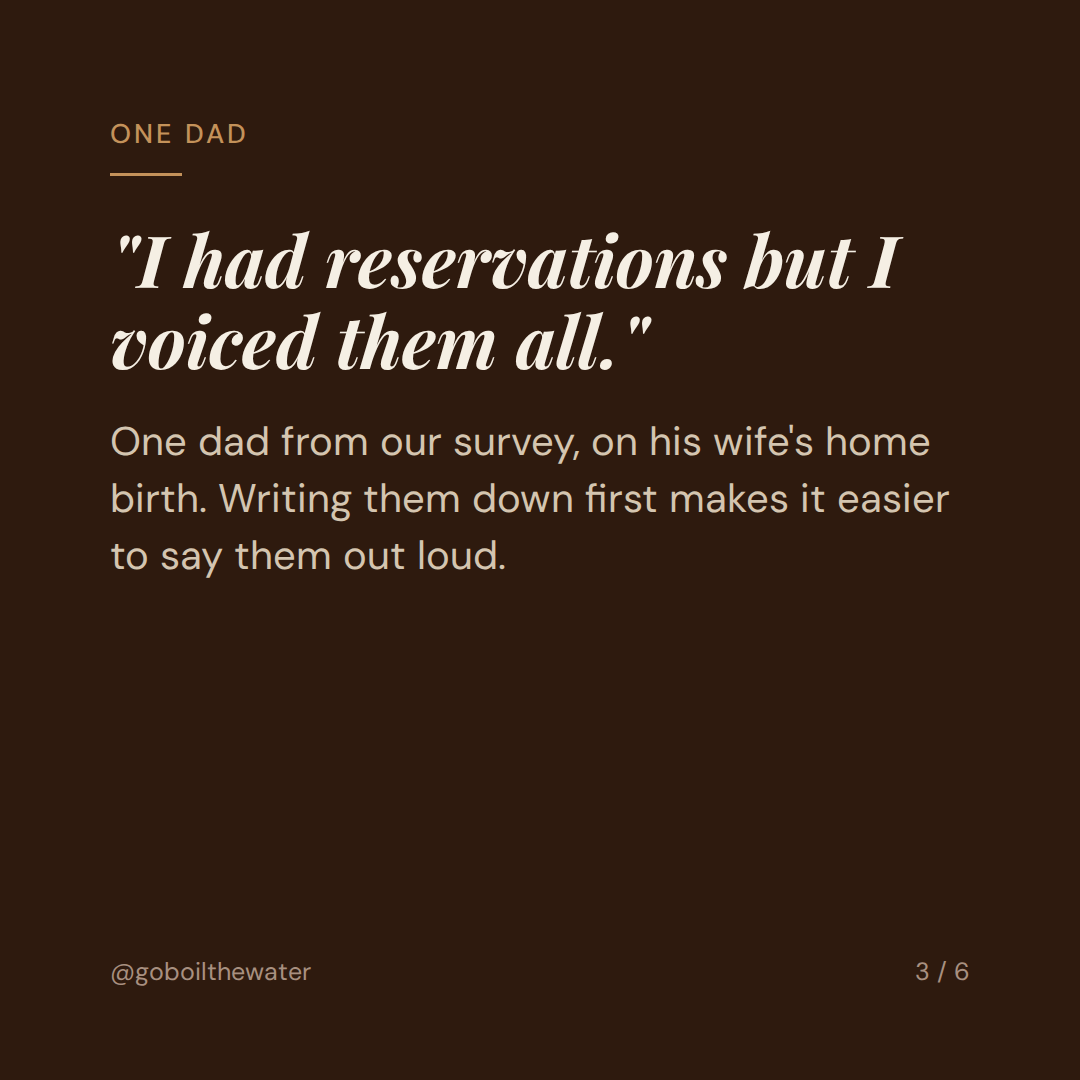 ONE DAD
"I had reservations but I
voiced them all."
One dad from our survey, on his wife's home
birth. Writing them down first makes it easier
to say them out loud.
@goboilthewater
3 / 6